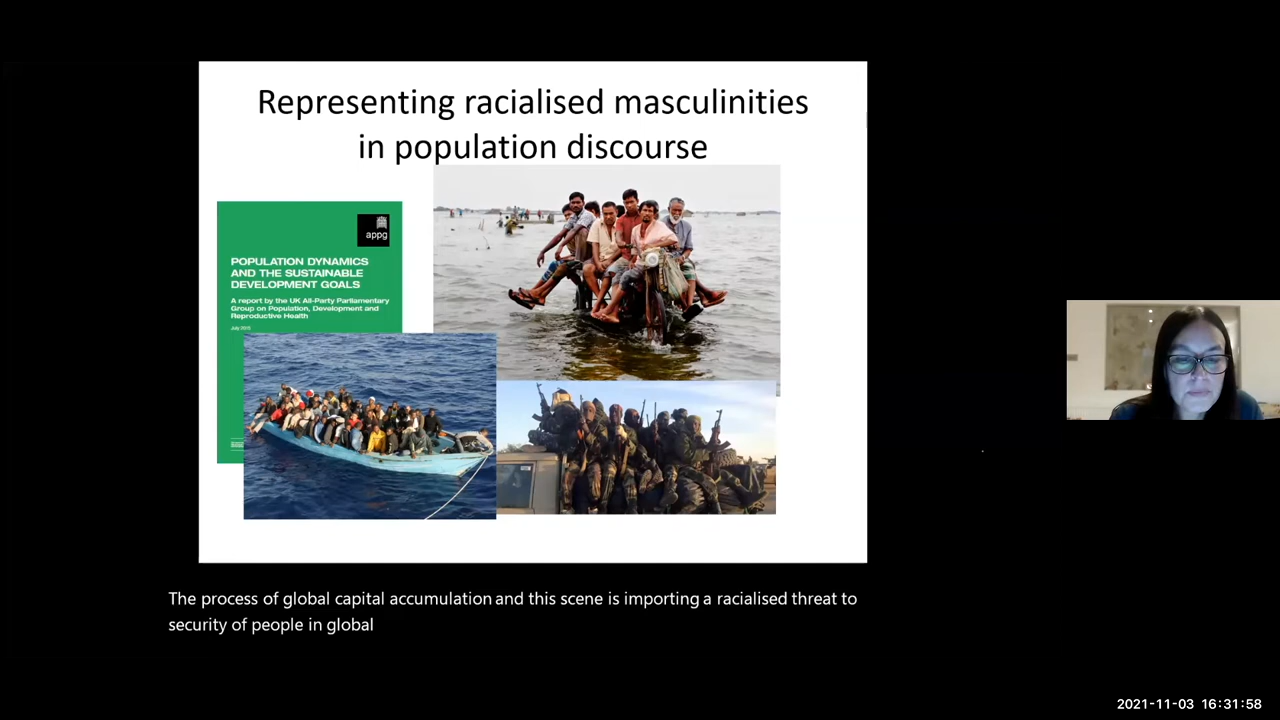 Representing racialised masculinities
in population discourse
appg
POPULATION DYNAMICS
AND THE SUSTAINABLE
DEVELOPMENT GOALS
A report by the UK All-Party Parliamentary
Group on Population, Development and
Reproductive Health
July 2015
The process of global capital accumulation and this scene is importing a racialised threat to
security of people in global
2021-11-03 16:31:58